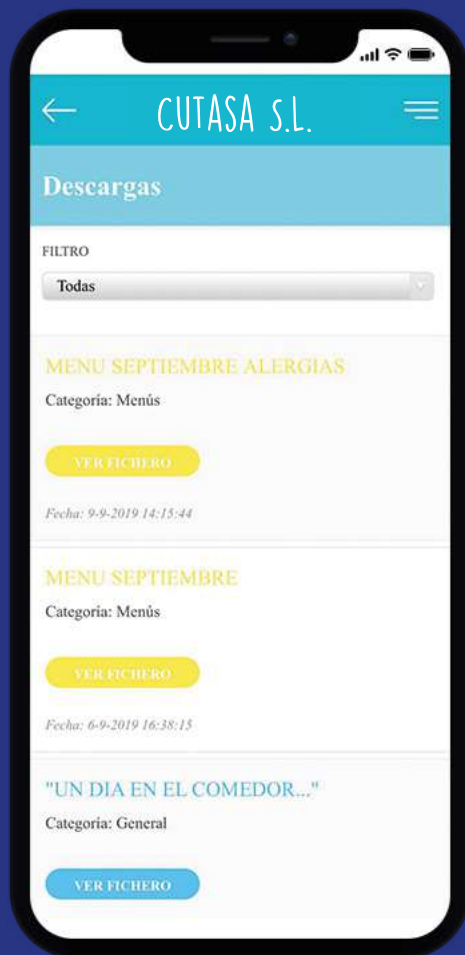 CUTASA S.L.
Descargas
FILTRO
Todas
MENU SEPTIEMBRE ALERGIAS
Categoría: Menús
VER FICHERO
Fecha: 9-9-2019 14:15:44
MENU SEPTIEMBRE
Categoría: Menús
VER FICHERO
Fecha: 6-9-2019 16:38:15
"UN DIA EN EL COMEDOR..."
Categoría: General
VER FICHERO